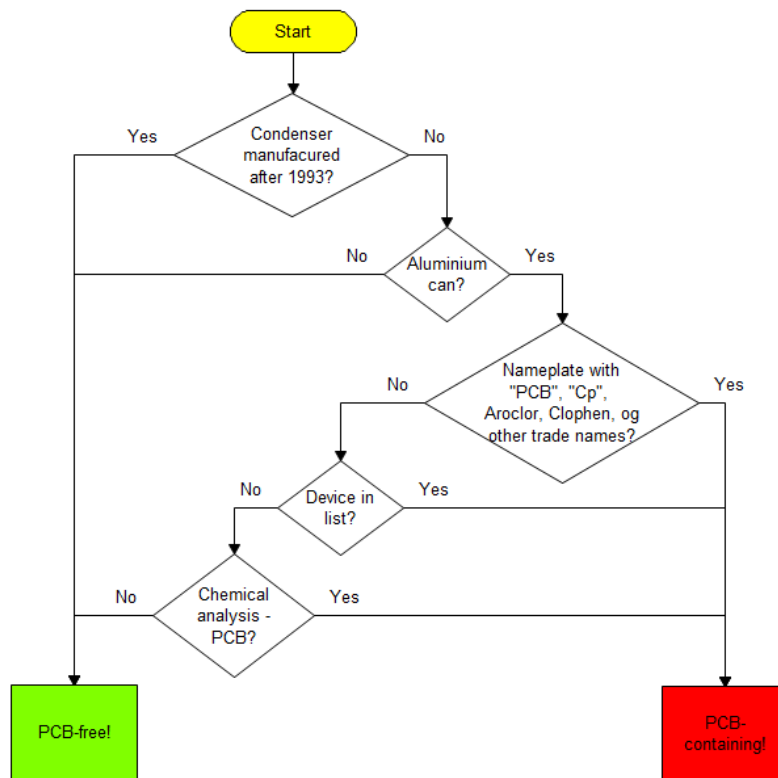 Start
Yes
No
Condenser
manufacured
after 1993?
No
Yes
Aluminium
can?
No
Yes
Nameplate with
"PCB", "Cp",
Aroclor, Clophen, og
other trade names?
No
Yes
Device in
list?
No
Yes
Chemical
analysis -
PCB?
PCB-free!
PCB-
containing!